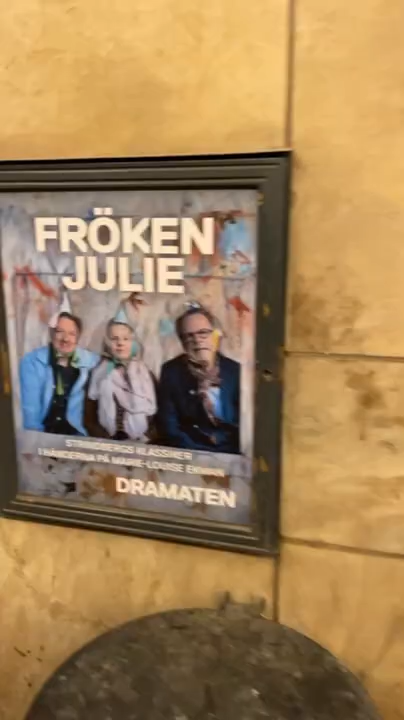 FRÖKEN
JULIE
STRINDBERGS KLASSIKER
I HÄNDERNA PÅ MARIE-LOUISE EKMAN
DRAMATEN